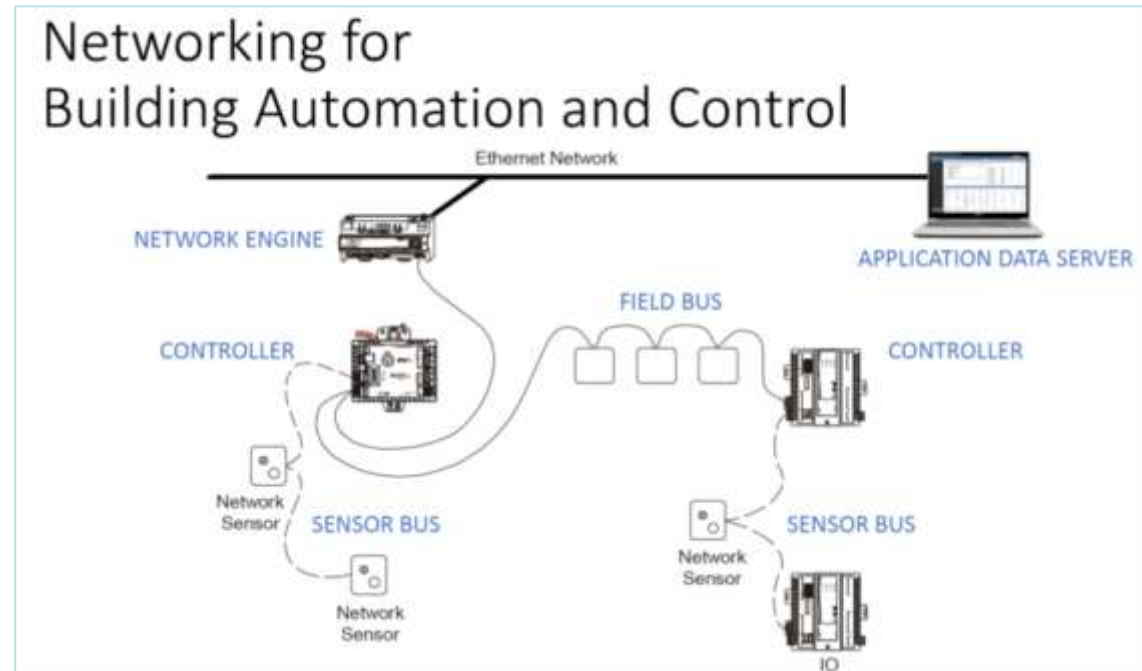 Networking for
Building Automation and Control
Ethernet Network
NETWORK ENGINE
APPLICATION DATA SERVER
FIELD BUS
CONTROLLER
CONTROLLER
Network
Sensor
SENSOR BUS
Network
Sensor
SENSOR BUS
Network
Sensor
IO